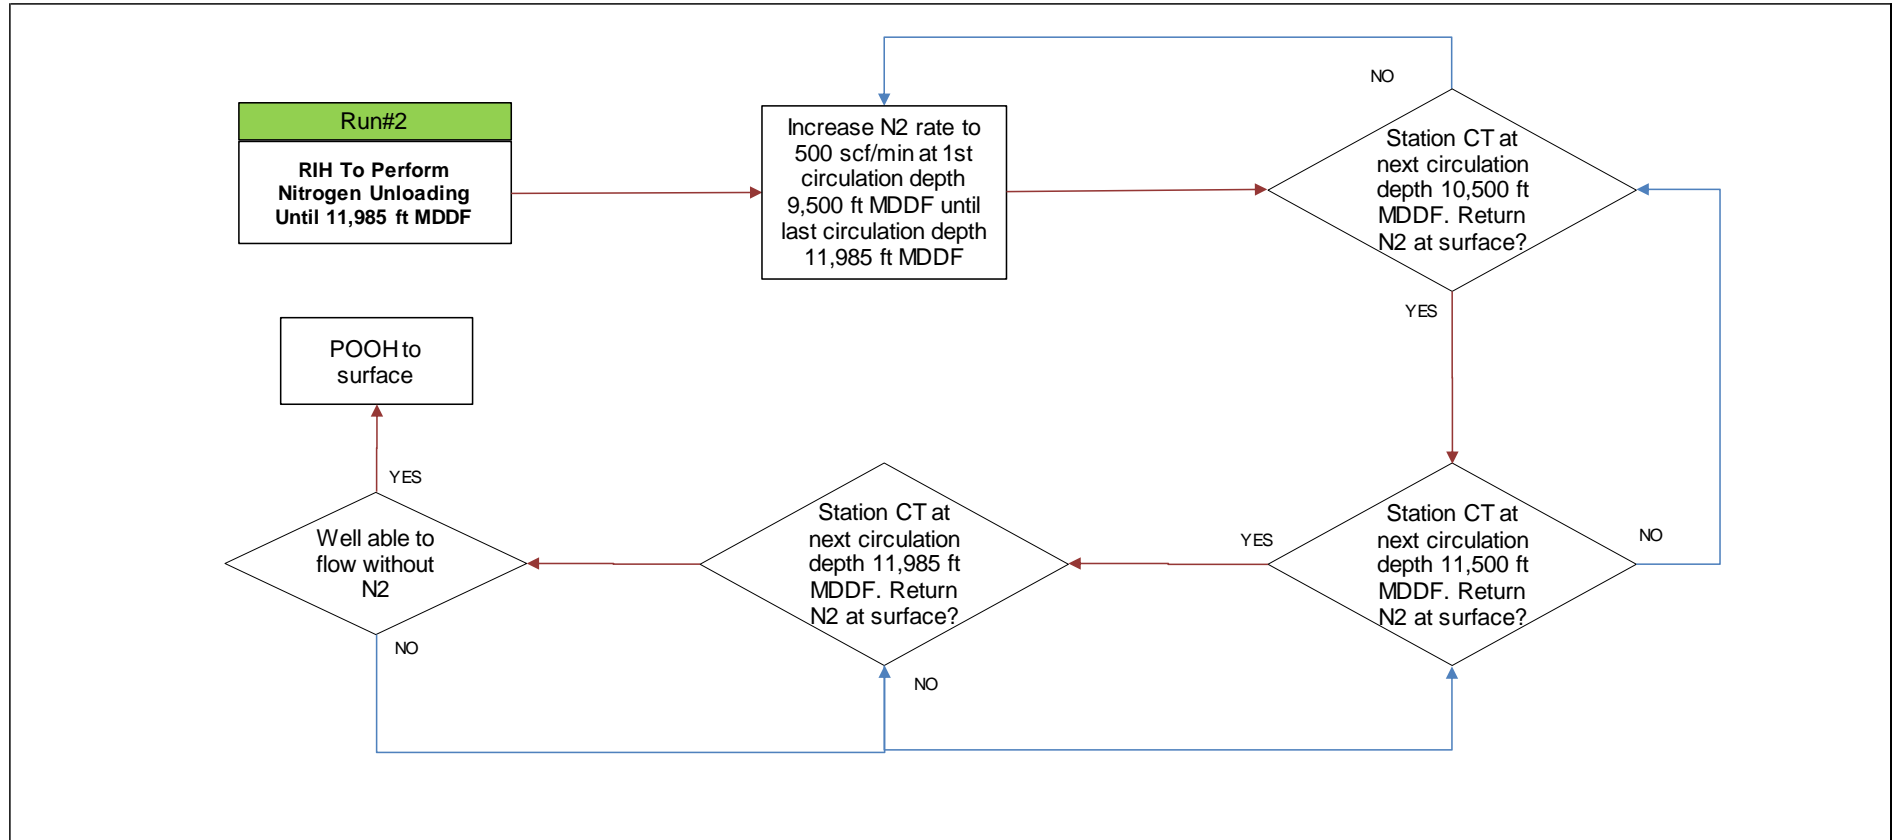 Run#2
RIH To Perform
Nitrogen Unloading
Until 11,985 ft MDDF
Increase N2 rate to
500 scf/min at 1st
circulation depth
9,500 ft MDDF until
last circulation depth
11,985 ft MDDF
NO
Station CT at
next circulation
depth 10,500 ft
MDDF. Return
N2 at surface?
YES
Station CT at
next circulation
depth 11,500 ft
MDDF. Return
N2 at surface?
NO
YES
Station CT at
next circulation
depth 11,985 ft
MDDF. Return
N2 at surface?
NO
Well able to
flow without
N2
NO
YES
POOH to
surface